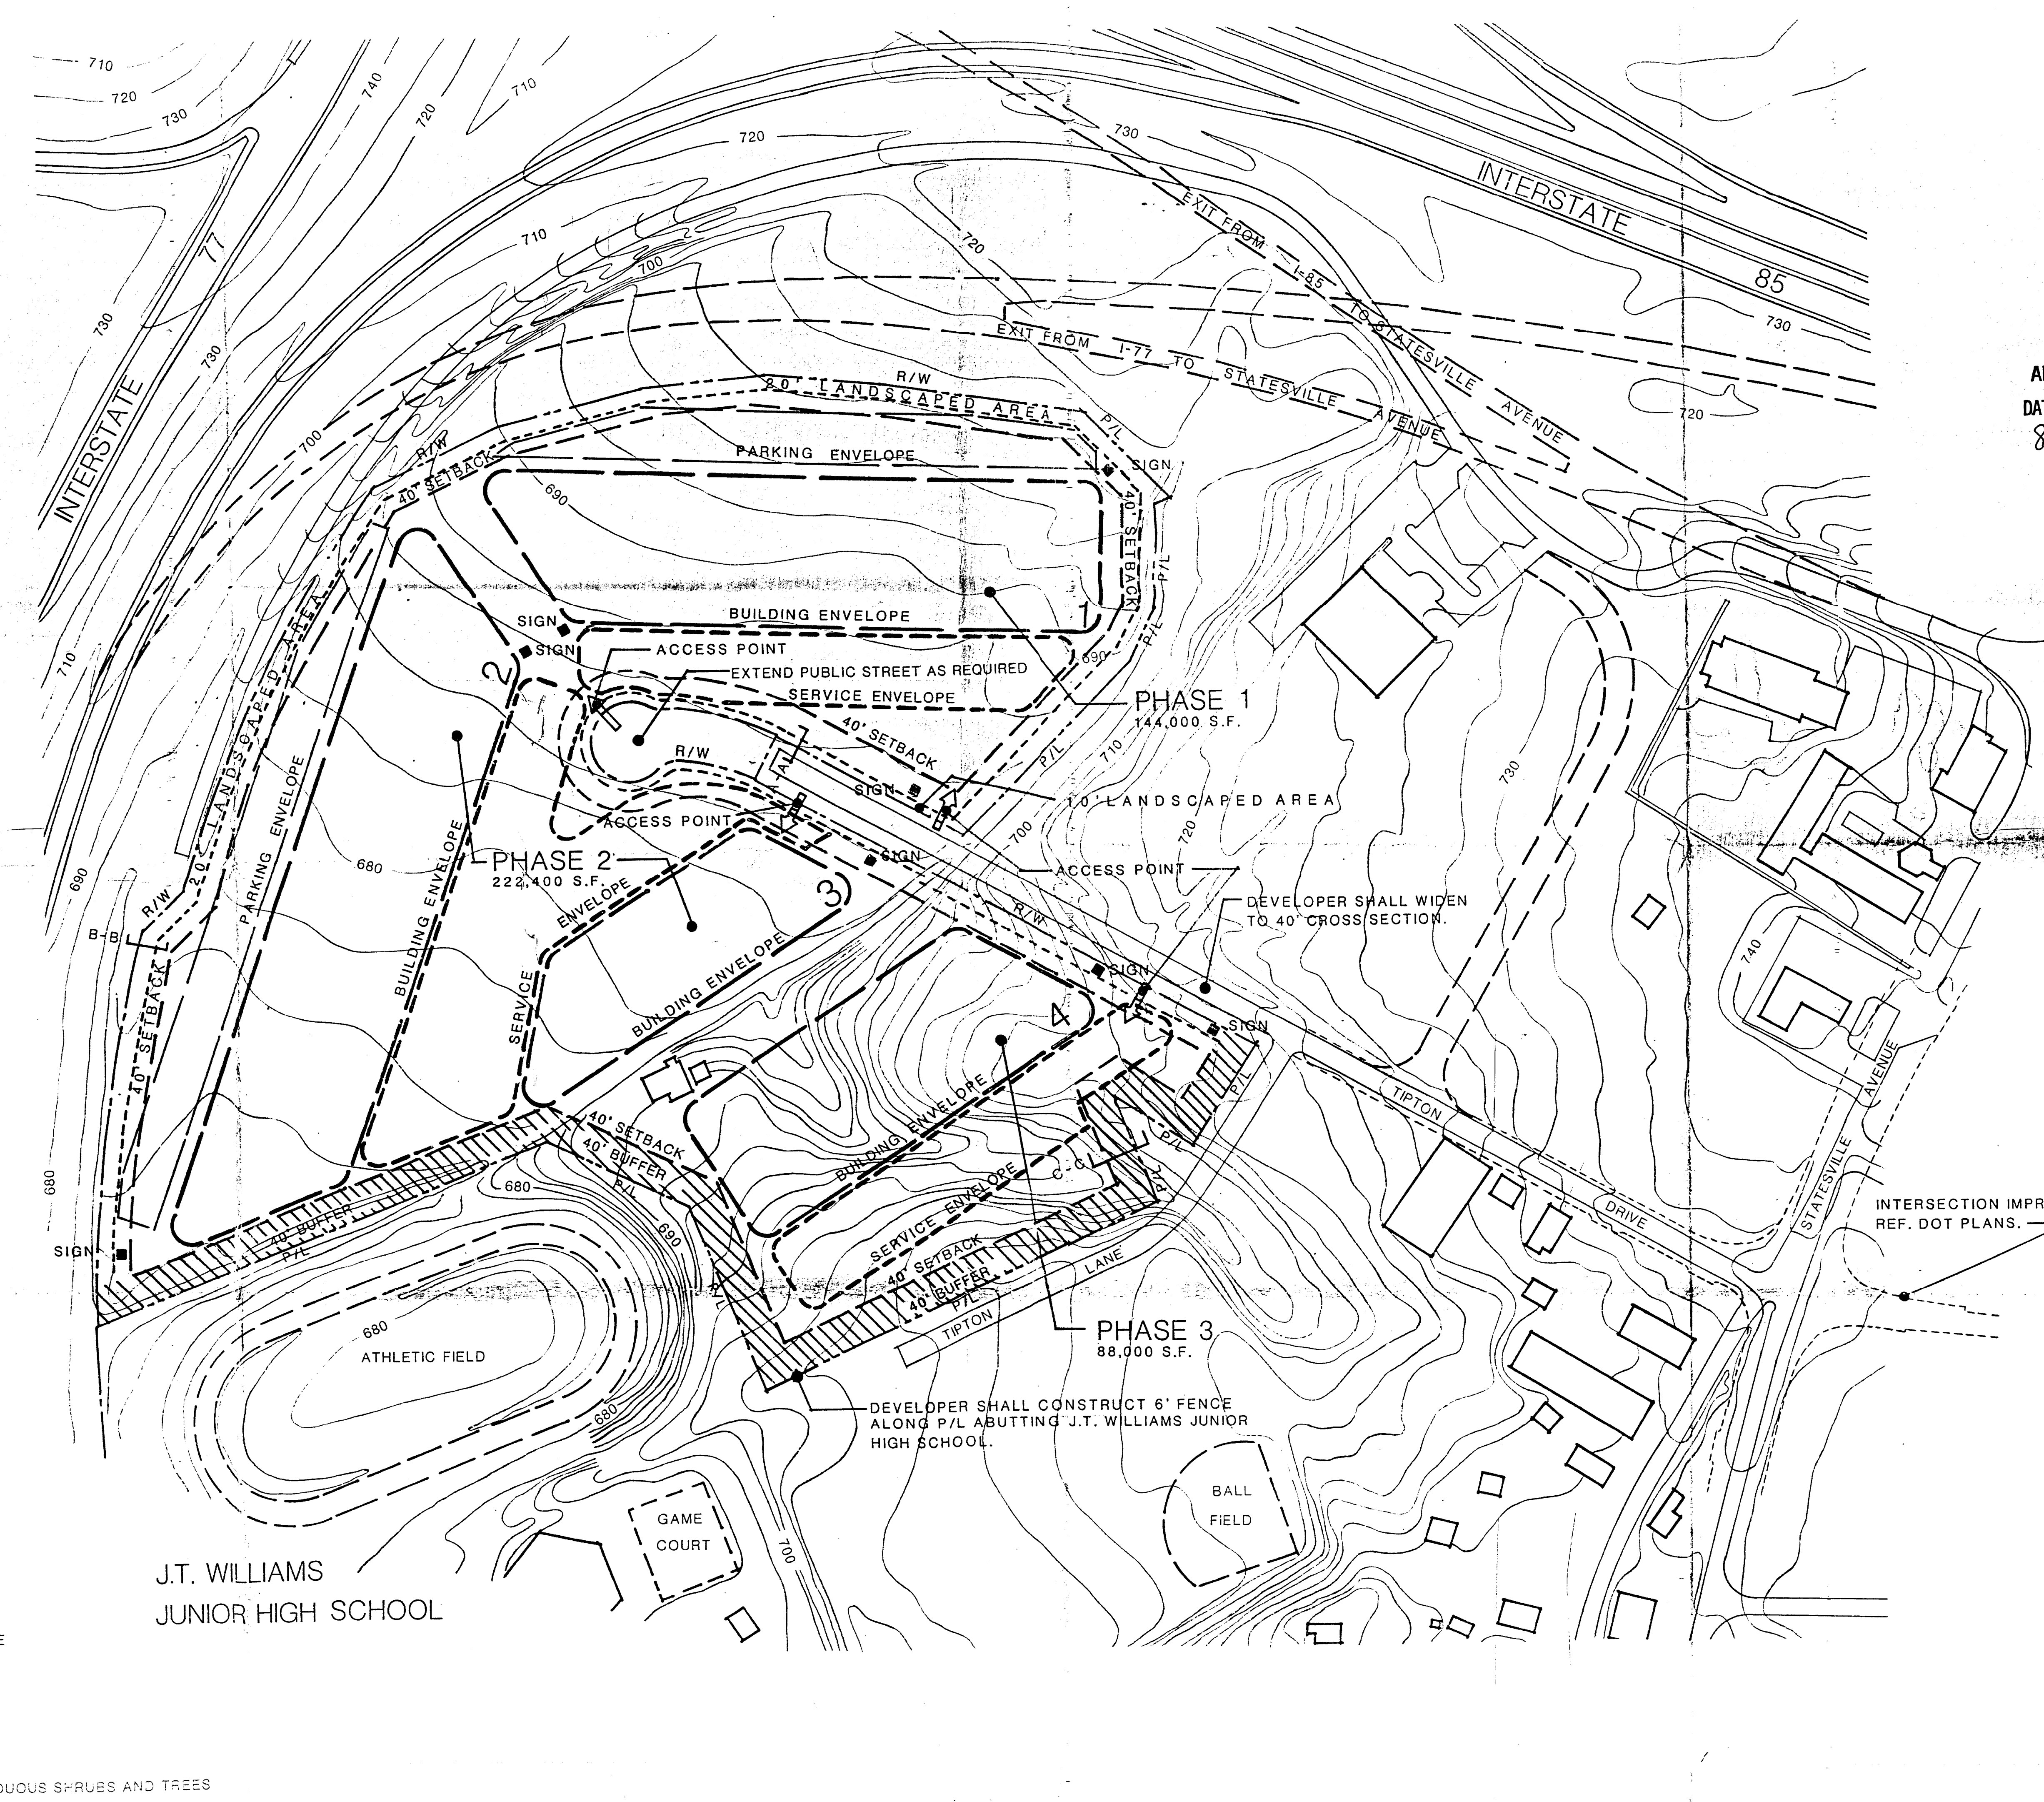 710
720
730
740
720
710
720
730
INTERSTATE
85
INTERSTATE
77
710
700
720
730
730
700
EXIT FROM I-85 TO STATESVILLE AVENUE
EXIT FROM I-77 TO STATESVILLE AVENUE
730
720
R/W
20' LANDSCAPED AREA
P/L
R/W
40' SETBACK
PARKING ENVELOPE
SIGN
690
40' SETBACK
P/L
BUILDING ENVELOPE
1
P/L
SIGN
SIGN
2
ACCESS POINT
EXTEND PUBLIC STREET AS REQUIRED
SERVICE ENVELOPE
690
PHASE 1
144,000 S.F.
40' SETBACK
R/W
A-A
P/L
710
SIGN
10' LANDSCAPED AREA
ACCESS POINT
700
720
730
710
20' LANDSCAPED AREA
PARKING ENVELOPE
BUILDING ENVELOPE
680
PHASE 2
222,400 S.F.
SIGN
ACCESS POINT
3
SERVICE ENVELOPE
BUILDING ENVELOPE
R/W
DEVELOPER SHALL WIDEN
TO 40' CROSS SECTION.
690
R/W
B-B
40' SETBACK
SIGN
4
SIGN
740
TIPTON
DRIVE
STATESVILLE
AVENUE
BUILDING ENVELOPE
40' SETBACK
40' BUFFER
P/L
P/L
P/L
C-C
P/L
680
680
690
SERVICE ENVELOPE
40' SETBACK
40' BUFFER
P/L
TIPTON
LANE
INTERSECTION IMPR
REF. DOT PLANS.
SIGN
40' BUFFER
P/L
P/L
680
ATHLETIC FIELD
PHASE 3
88,000 S.F.
DEVELOPER SHALL CONSTRUCT 6' FENCE
ALONG P/L ABUTTING J.T. WILLIAMS JUNIOR
HIGH SCHOOL.
680
GAME
COURT
700
BALL
FIELD
J.T. WILLIAMS
JUNIOR HIGH SCHOOL
E
DUOUS SHRUBS AND TREES
A
DAT
8